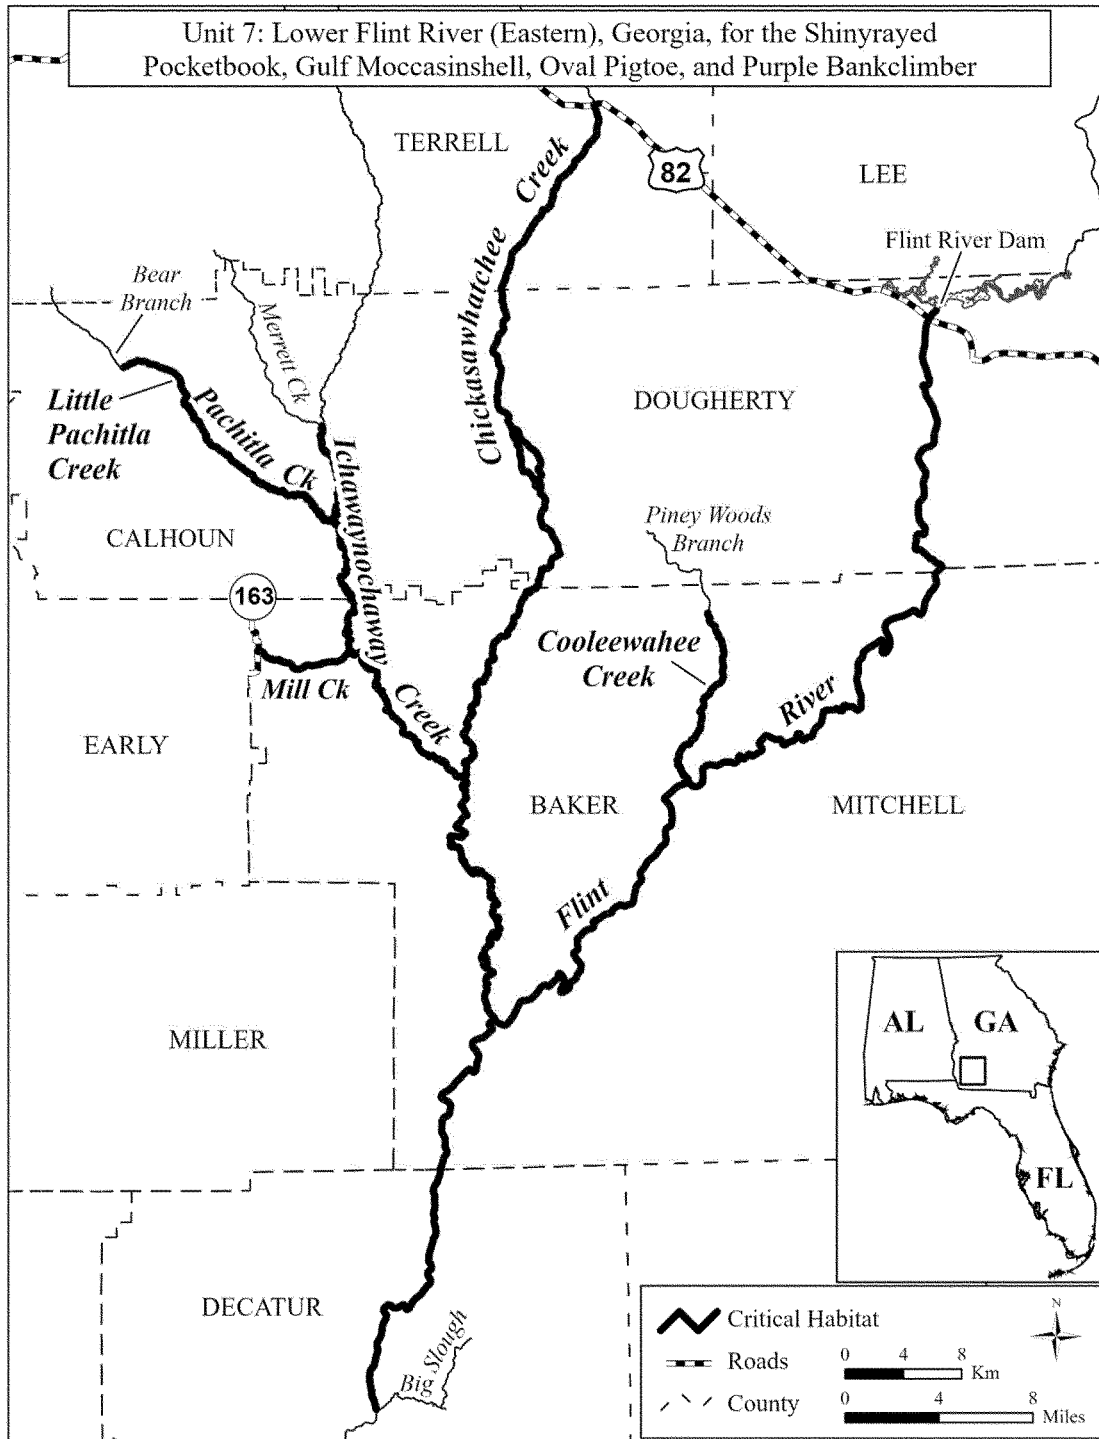 Unit 7: Lower Flint River (Eastern), Georgia, for the Shinyrayed
Pocketbook, Gulf Moccasinshell, Oval Pigtoe, and Purple Bankclimber
TERRELL
Chickasawhatchee Creek
82
LEE
Flint River Dam
Bear
Branch
Merrett Ck
Little
Pachitla
Creek
Pachitla Ck
Ichawaynochaway Creek
DOUGHERTY
Piney Woods
Branch
CALHOUN
163
Mill Ck
Cooleewahee
Creek
EARLY
BAKER
MITCHELL
Flint River
MILLER
AL
GA
FL
DECATUR
Big Slough
Critical Habitat
Roads
County
N
0 4 8
Km
0 4 8
Miles